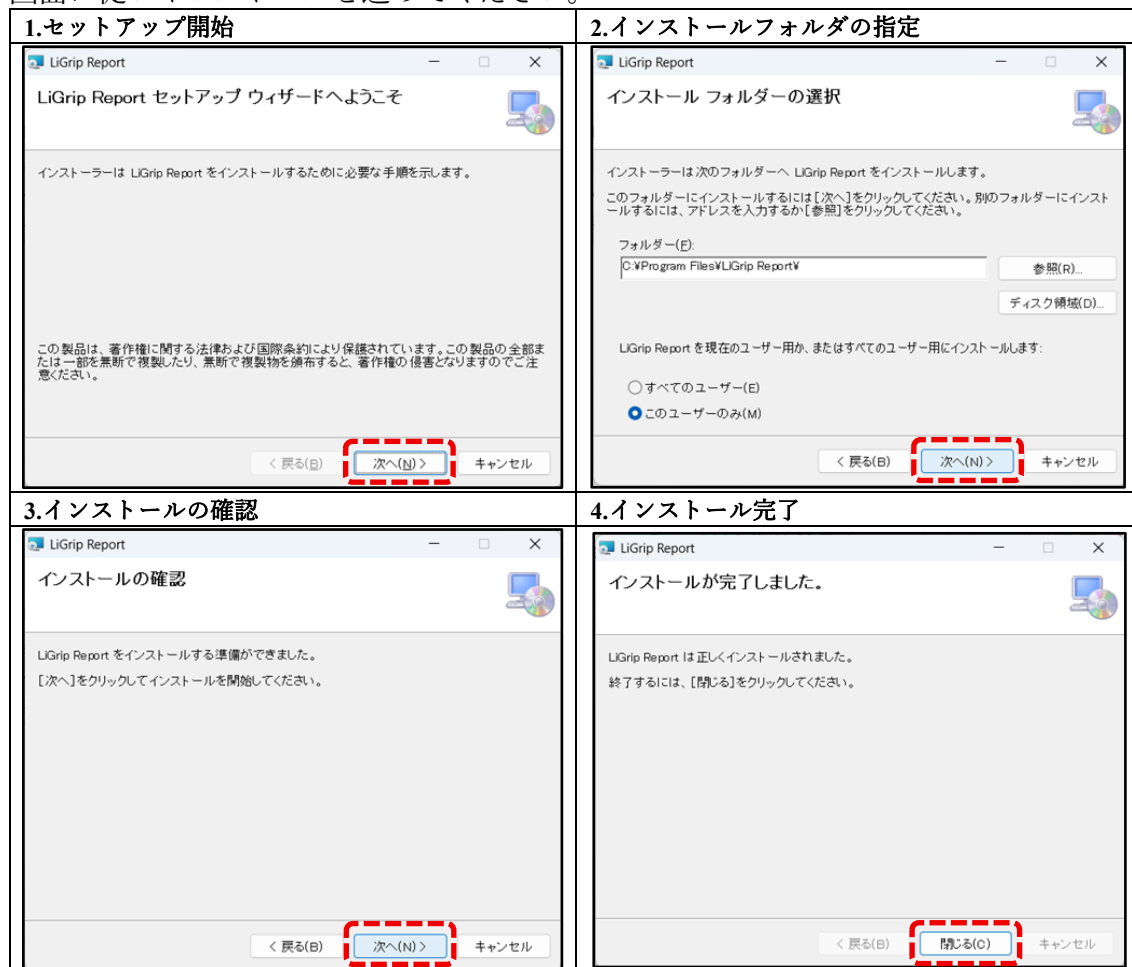 1.セットアップ開始
LiGrip Report
LiGrip Report セットアップ ウィザードへようこそ
インストーラーは LiGrip Report をインストールするために必要な手順を示します。
この製品は、著作権に関する法律および国際条約により保護されています。この製品の全部ま
たは一部を無断で複製したり、無断で複製物を頒布すると、著作権の侵害となりますのでご注
意ください。
< 戻る(B)
次へ(N) >
キャンセル
2.インストールフォルダの指定
LiGrip Report
インストール フォルダーの選択
インストーラーは次のフォルダーへ LiGrip Report をインストールします。
このフォルダーにインストールするには[次へ]をクリックしてください。別のフォルダーにインスト
ールするには、アドレスを入力するか[参照]をクリックしてください。
フォルダー(F):
C:¥Program Files¥LiGrip Report¥
参照(R)...
ディスク領域(D)...
LiGrip Report を現在のユーザー用か、またはすべてのユーザー用にインストールします:
すべてのユーザー(E)
このユーザーのみ(M)
< 戻る(B)
次へ(N) >
キャンセル
3.インストールの確認
LiGrip Report
インストールの確認
LiGrip Report をインストールする準備ができました。
[次へ]をクリックしてインストールを開始してください。
< 戻る(B)
次へ(N) >
キャンセル
4.インストール完了
LiGrip Report
インストールが完了しました。
LiGrip Report は正しくインストールされました。
終了するには、[閉じる]をクリックしてください。
< 戻る(B)
閉じる(C)
キャンセル